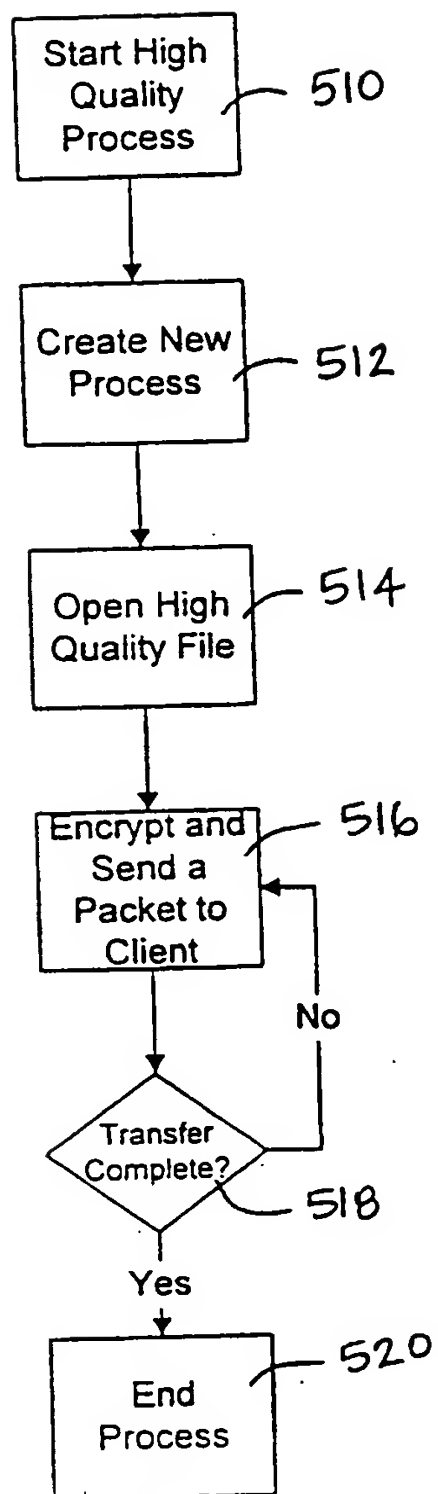 Start High
Quality
Process
510
Create New
Process
512
Open High
Quality File
514
Encrypt and
Send a
Packet to
Client
516
No
Transfer
Complete?
518
Yes
End
Process
520